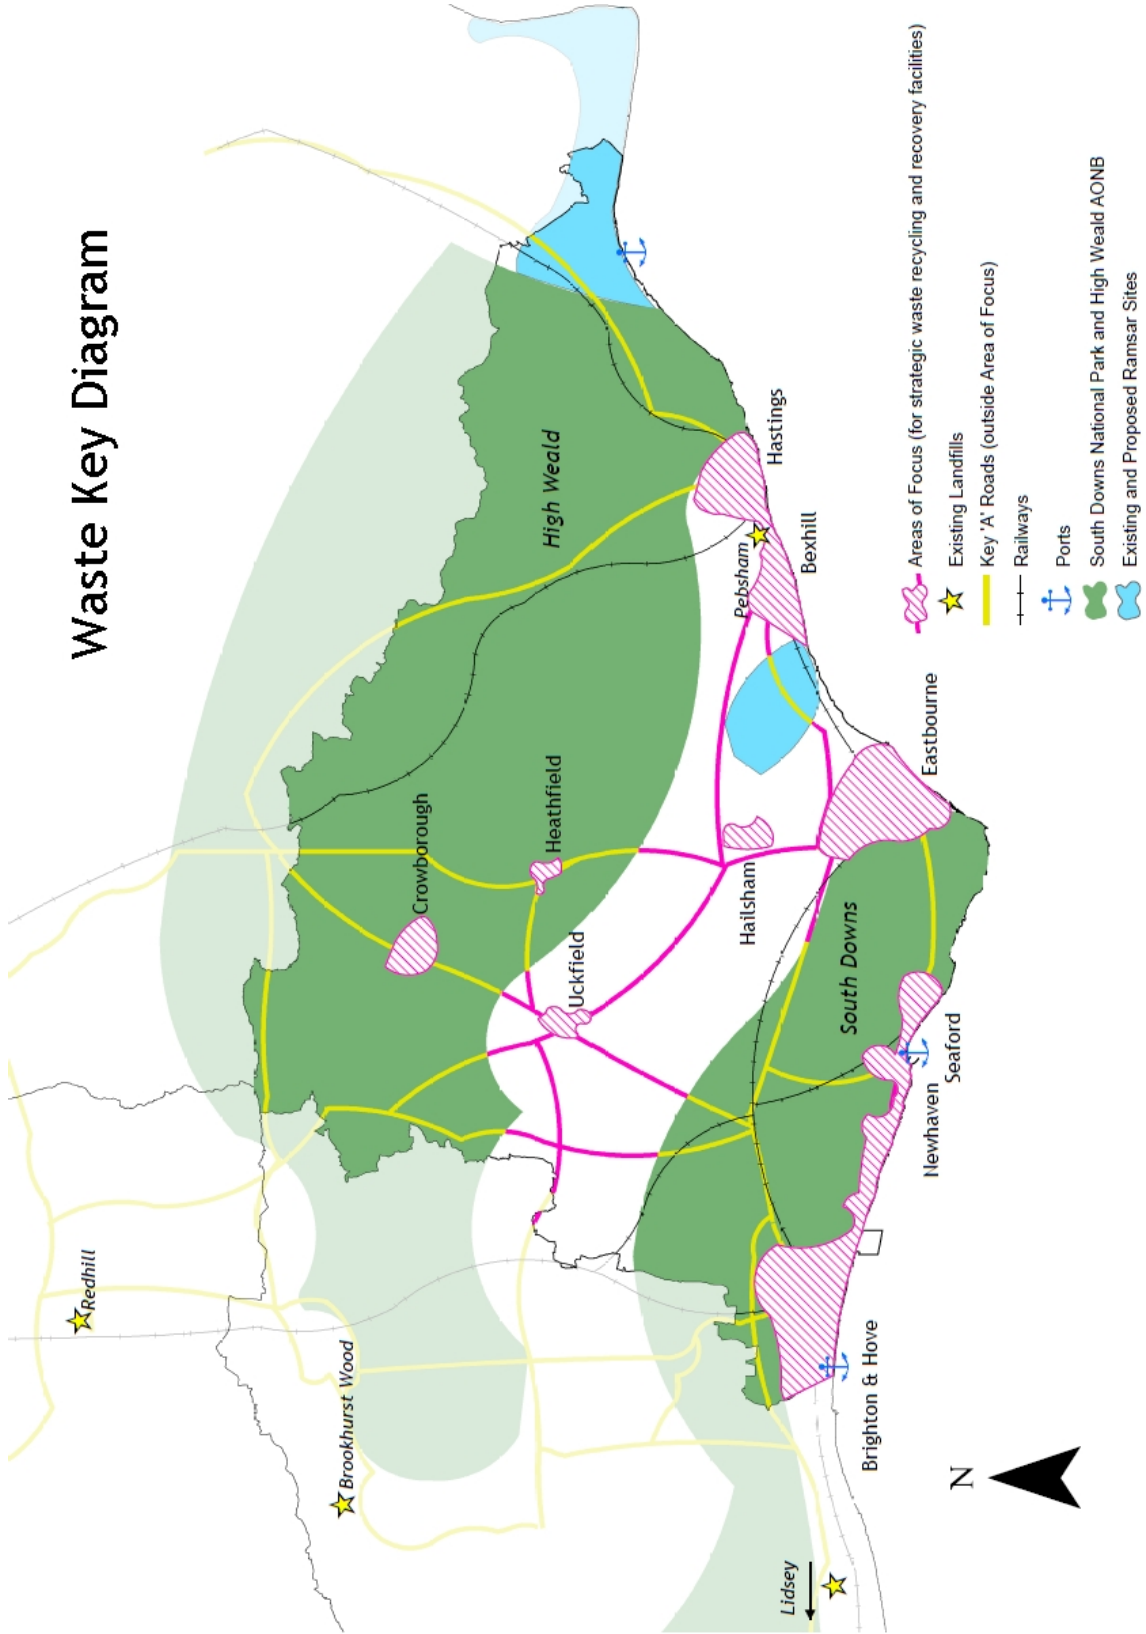 Waste Key Diagram
Redhill
Brookhurst Wood
Crowborough
High Weald
Heathfield
Uckfield
Hailsham
Pebsham
Hastings
Bexhill
Eastbourne
South Downs
Seaford
Newhaven
Brighton & Hove
Lidsey
N
Areas of Focus (for strategic waste recycling and recovery facilities)
Existing Landfills
Key 'A' Roads (outside Area of Focus)
Railways
Ports
South Downs National Park and High Weald AONB
Existing and Proposed Ramsar Sites